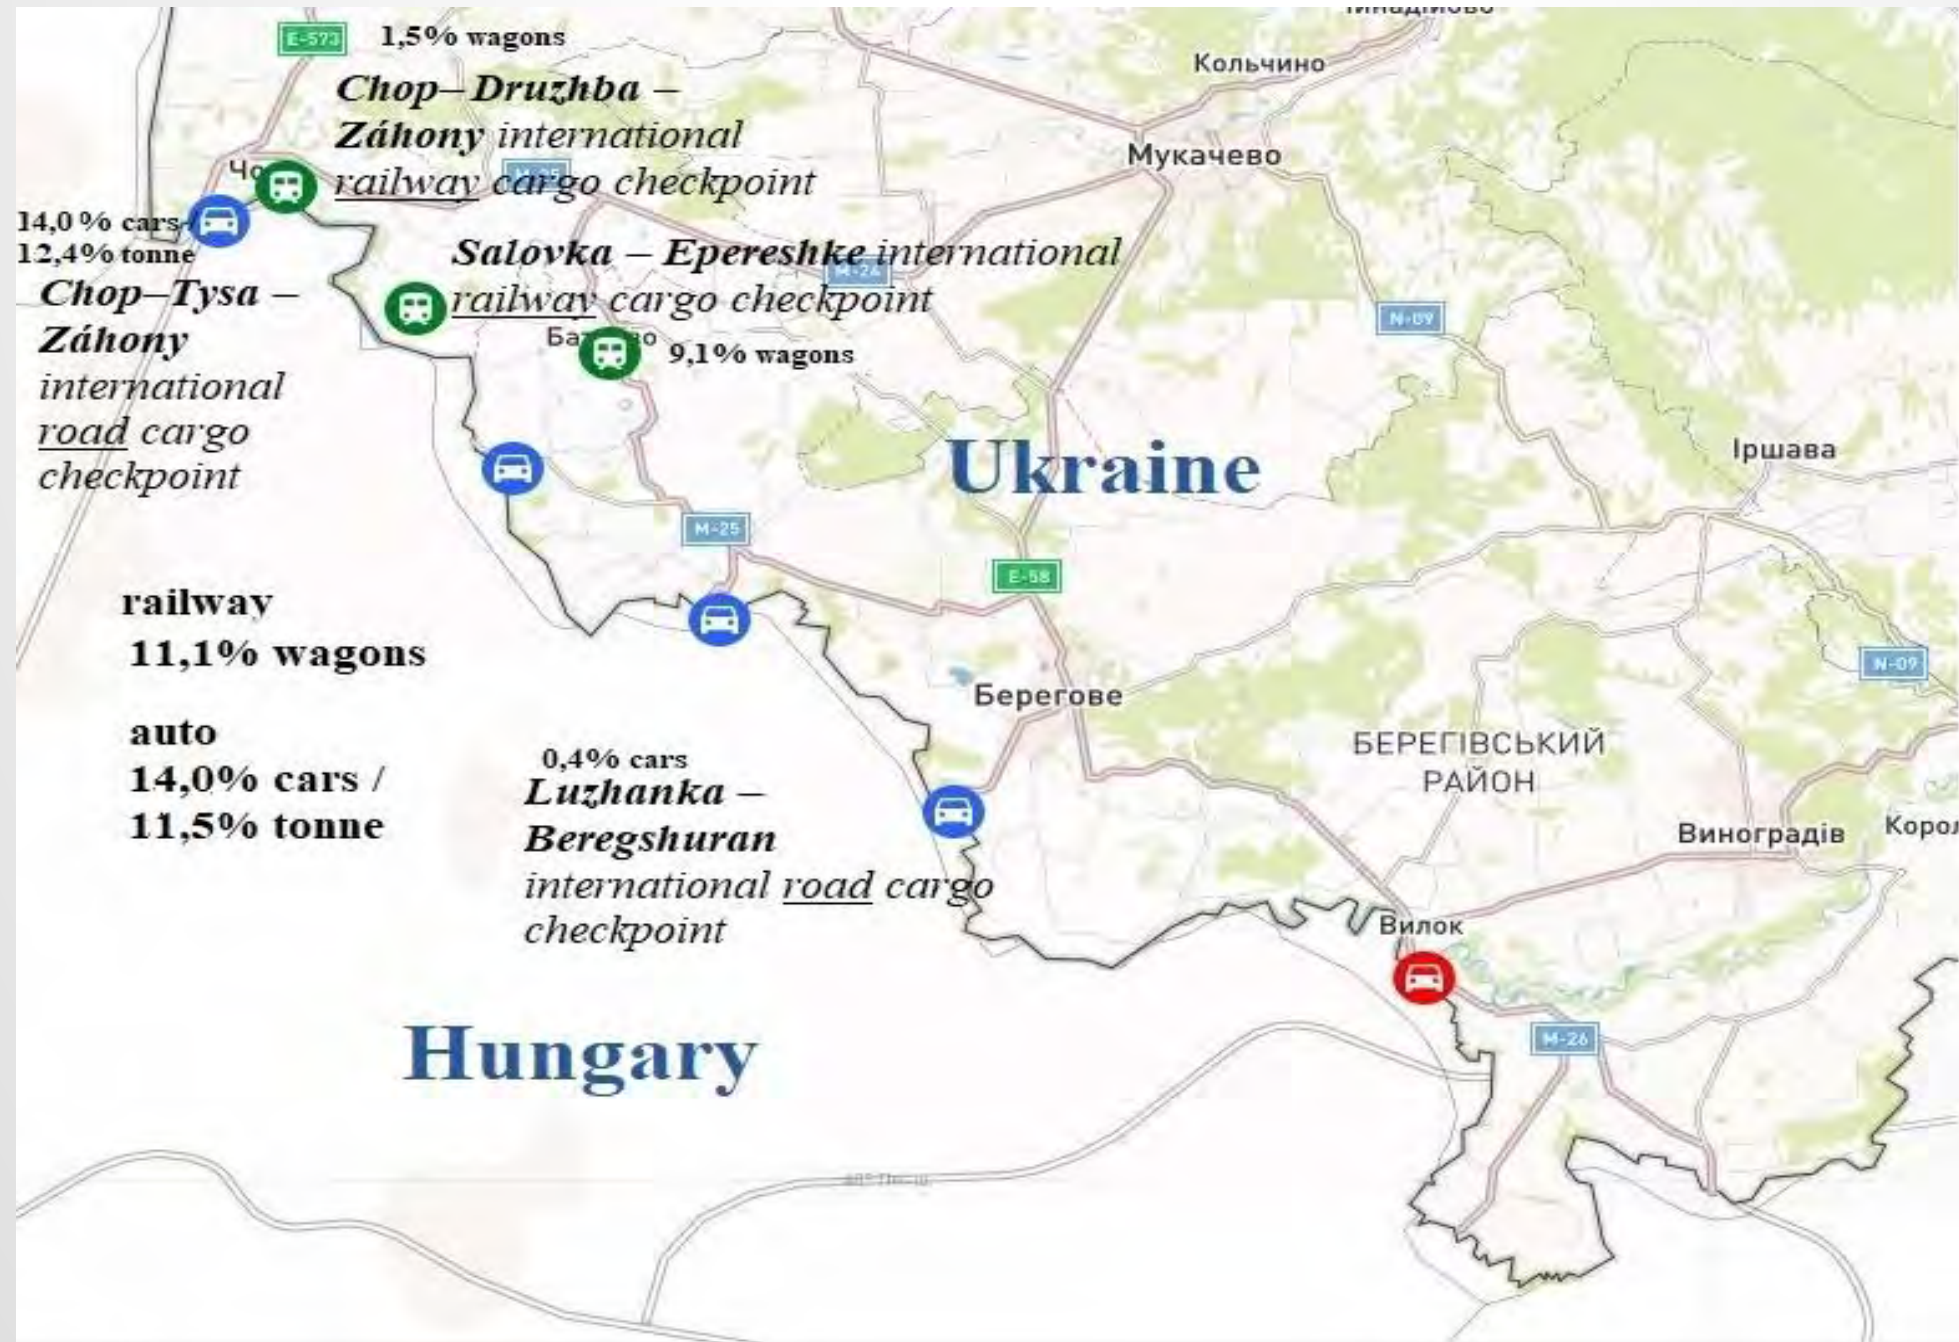 E-573
1,5% wagons
Кольчино
Chop–Druzhba –
Záhony international
railway cargo checkpoint
Мукачево
14,0 % cars /
12,4% tonne
Salovka – Epereshke international
M-24
railway cargo checkpoint
Chop–Tysa –
Záhony
international
road cargo
checkpoint
N-09
9,1% wagons
Ukraine
Іршава
M-25
E-58
railway
11,1% wagons
N-09
Берегове
auto
14,0% cars /
11,5% tonne
БЕРЕГІВСЬКИЙ
РАЙОН
0,4% cars
Luzhanka –
Beregshuran
international road cargo
checkpoint
Виноградів
Вилок
Hungary
M-26